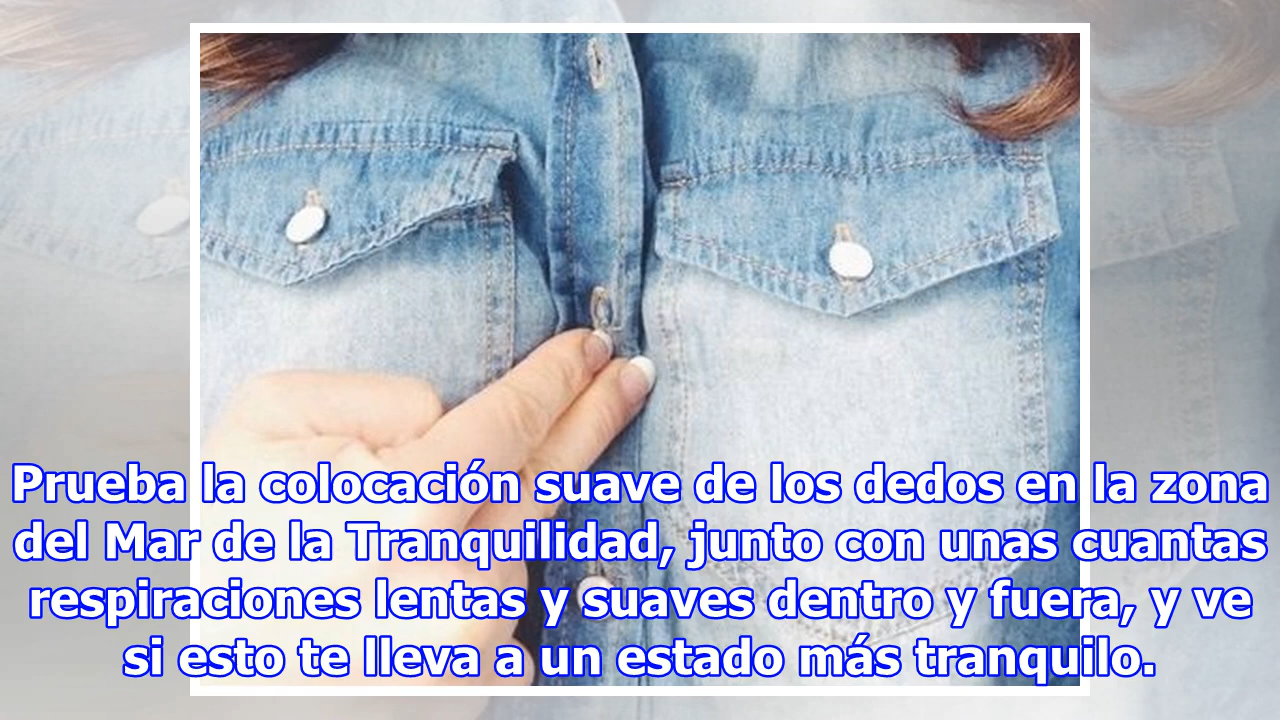 Prueba la colocación suave de los dedos en la zona
del Mar de la Tranquilidad, junto con unas cuantas
respiraciones lentas y suaves dentro y fuera, y ve
si esto te lleva a un estado más tranquilo.